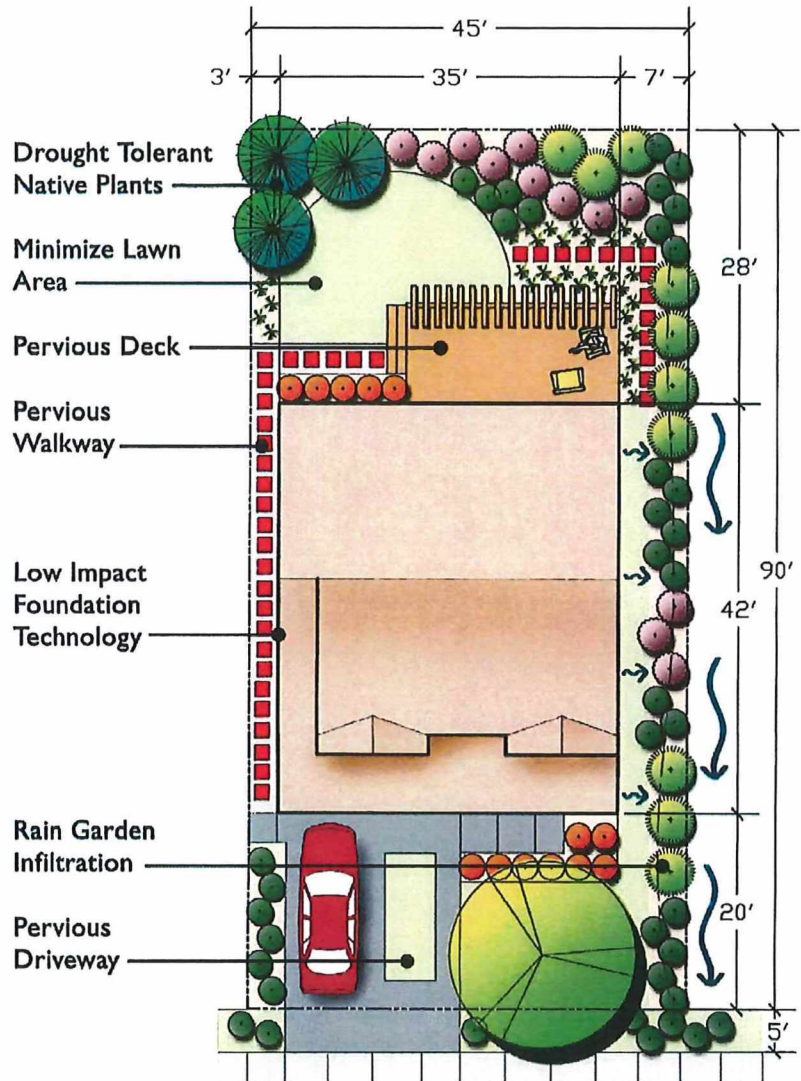 45′
3′
35′
7′
Drought Tolerant
Native Plants
Minimize Lawn
Area
28′
Pervious Deck
Pervious
Walkway
90′
Low Impact
Foundation
Technology
42′
Rain Garden
Infiltration
20′
Pervious
Driveway
5′